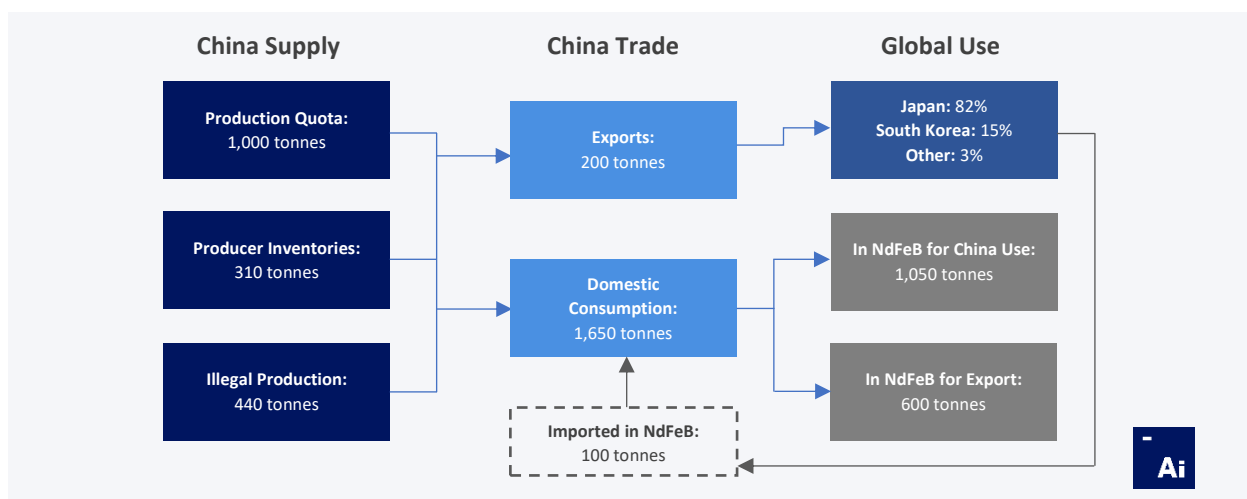 China Supply
China Trade
Global Use
Production Quota:
1,000 tonnes
Producer Inventories:
310 tonnes
Illegal Production:
440 tonnes
Exports:
200 tonnes
Domestic
Consumption:
1,650 tonnes
Imported in NdFeB:
100 tonnes
Japan: 82%
South Korea: 15%
Other: 3%
In NdFeB for China Use:
1,050 tonnes
In NdFeB for Export:
600 tonnes
Ai